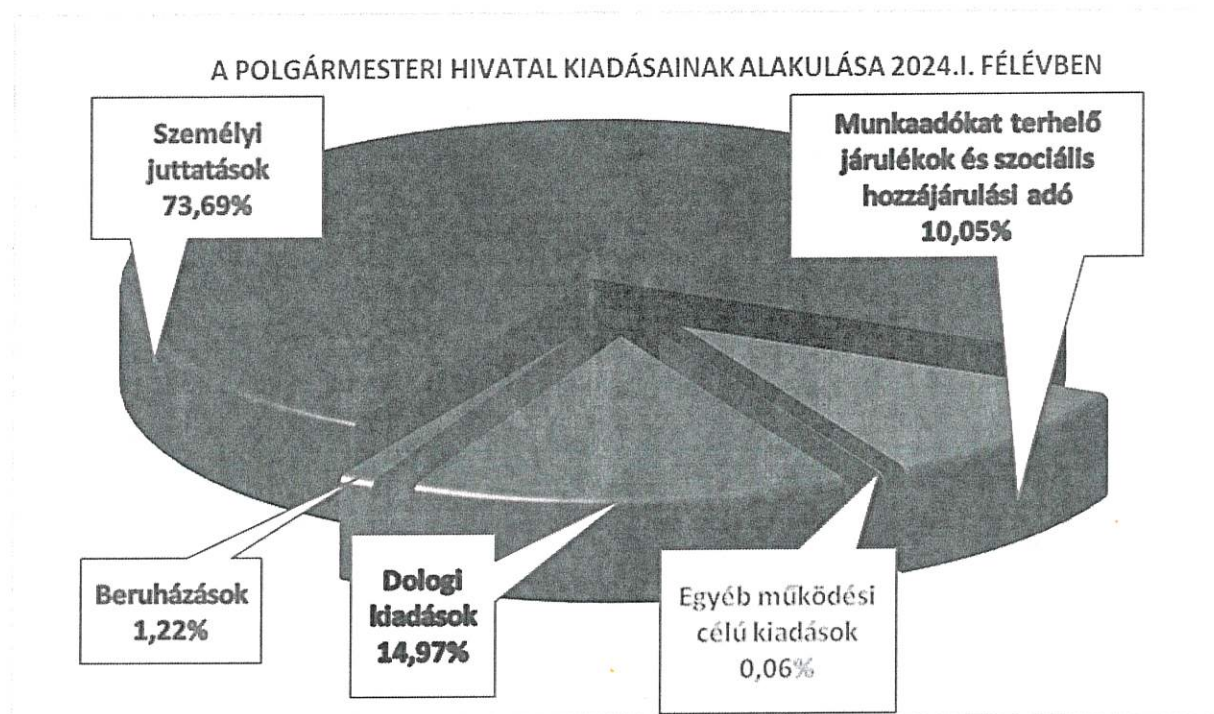 A POLGÁRMESTERI HIVATAL KIADÁSAINAK ALAKULÁSA 2024.I. FÉLÉVBEN
Személyi
juttatások
73,69%
Munkaadókat terhelő
járulékok és szociális
hozzájárulási adó
10,05%
Beruházások
1,22%
Dologi
kiadások
14,97%
Egyéb működési
célú kiadások
0,06%